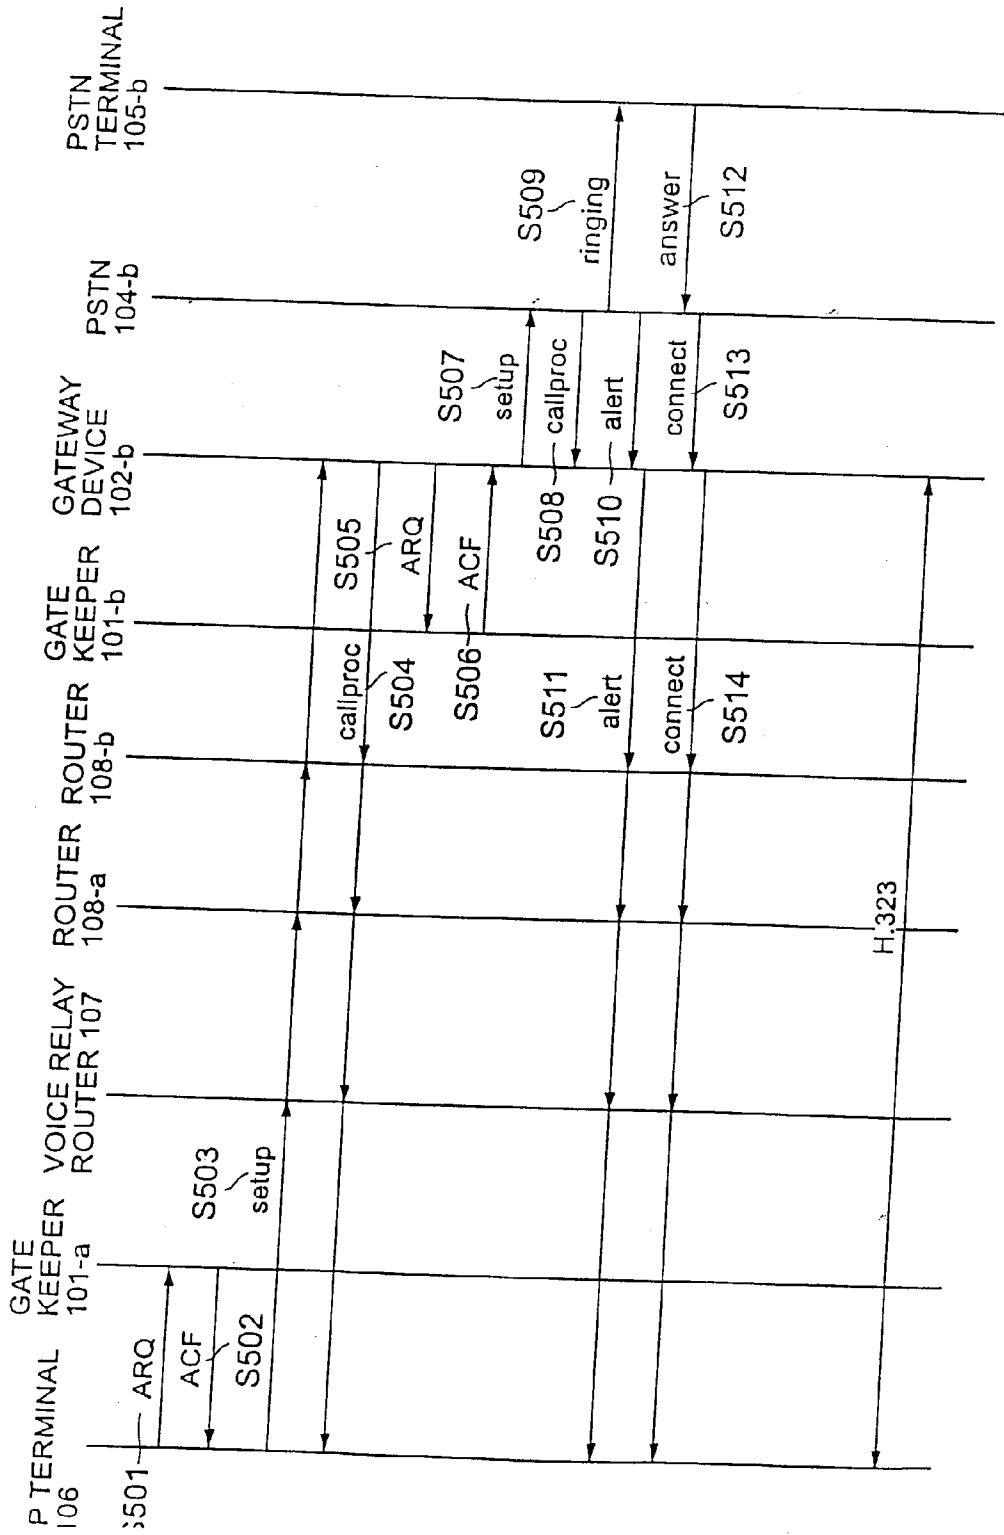 P TERMINAL
106
GATE
KEEPER
101-a
VOICE RELAY
ROUTER 107
ROUTER
108-a
ROUTER
108-b
GATE
KEEPER
101-b
GATEWAY
DEVICE
102-b
PSTN
104-b
PSTN
TERMINAL
105-b
S501
ARQ
ACF
S502
S503
setup
callproc
S504
S505
ARQ
S506
ACF
S507
setup
S508
callproc
S509
ringing
S510
alert
S511
alert
answer
S512
connect
S513
connect
S514
H.323